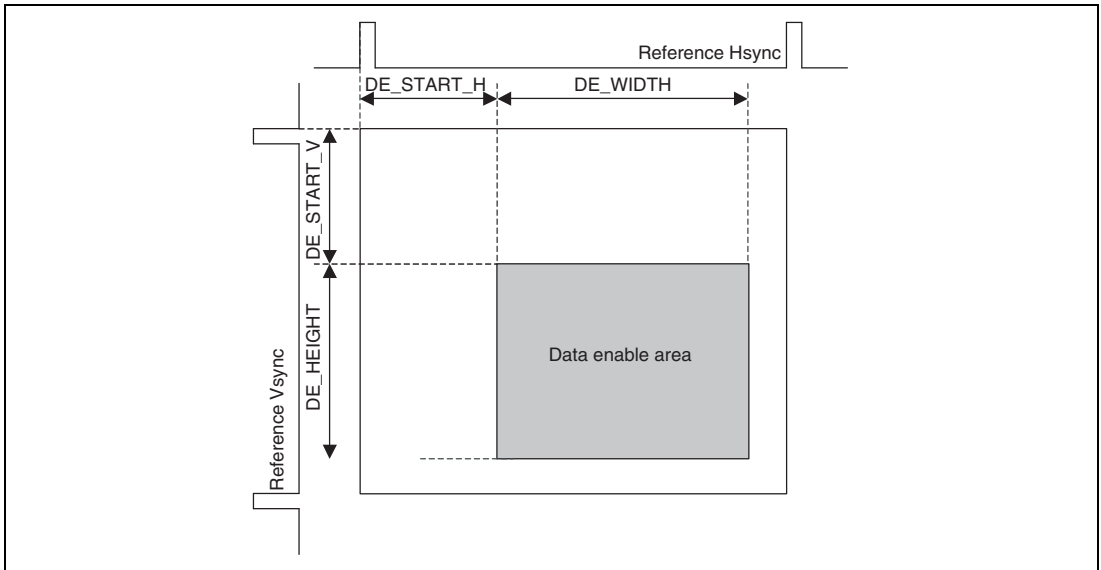 Reference Hsync
DE_START_H
DE_WIDTH
DE_START_V
DE_HEIGHT
Reference Vsync
Data enable area